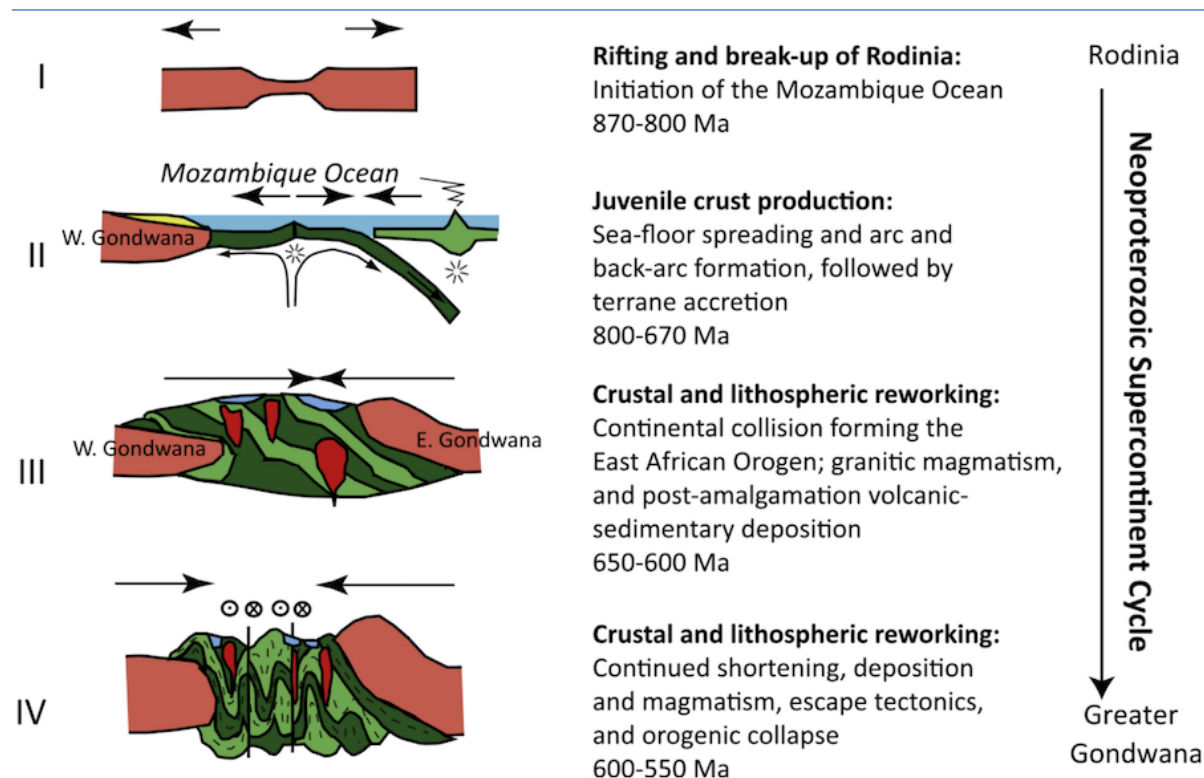 I
Rifting and break-up of Rodinia:
Initiation of the Mozambique Ocean
870-800 Ma
Rodinia
Mozambique Ocean
W. Gondwana
II
Juvenile crust production:
Sea-floor spreading and arc and
back-arc formation, followed by
terrane accretion
800-670 Ma
Neoproterozoic Supercontinent Cycle
W. Gondwana
E. Gondwana
III
Crustal and lithospheric reworking:
Continental collision forming the
East African Orogen; granitic magmatism,
and post-amalgamation volcanic-
sedimentary deposition
650-600 Ma
IV
Crustal and lithospheric reworking:
Continued shortening, deposition
and magmatism, escape tectonics,
and orogenic collapse
600-550 Ma
Greater
Gondwana